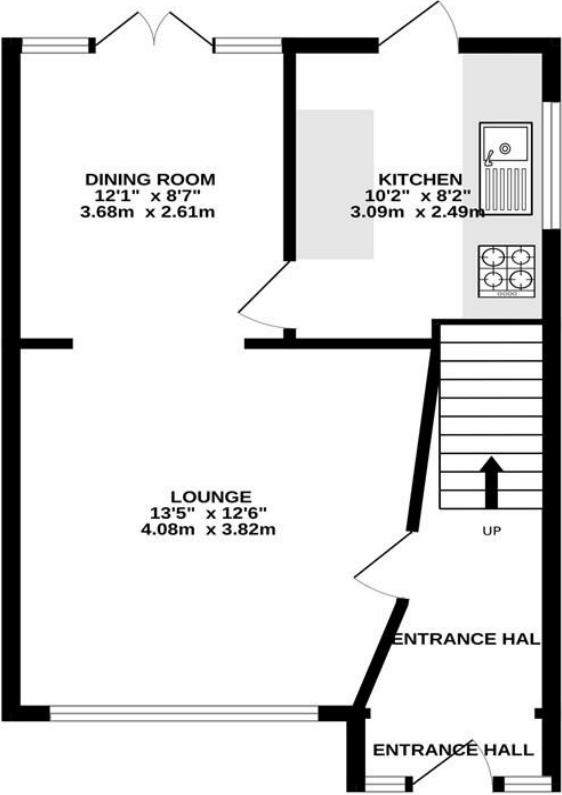 DINING ROOM
12'1" x 8'7"
3.68m x 2.61m
KITCHEN
10'2" x 8'2"
3.09m x 2.49m
LOUNGE
13'5" x 12'6"
4.08m x 3.82m
UP
ENTRANCE HAL
ENTRANCE HALL